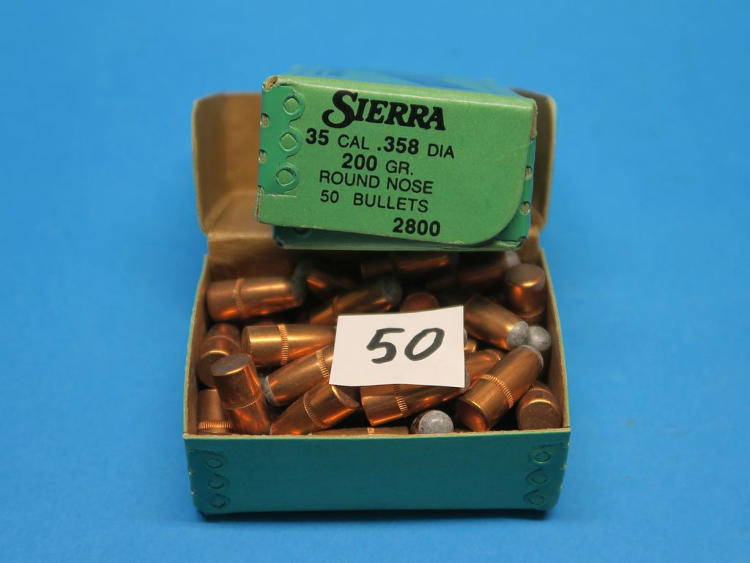 SIERRA
35 CAL .358 DIA
200 GR.
ROUND NOSE
50 BULLETS
2800
50